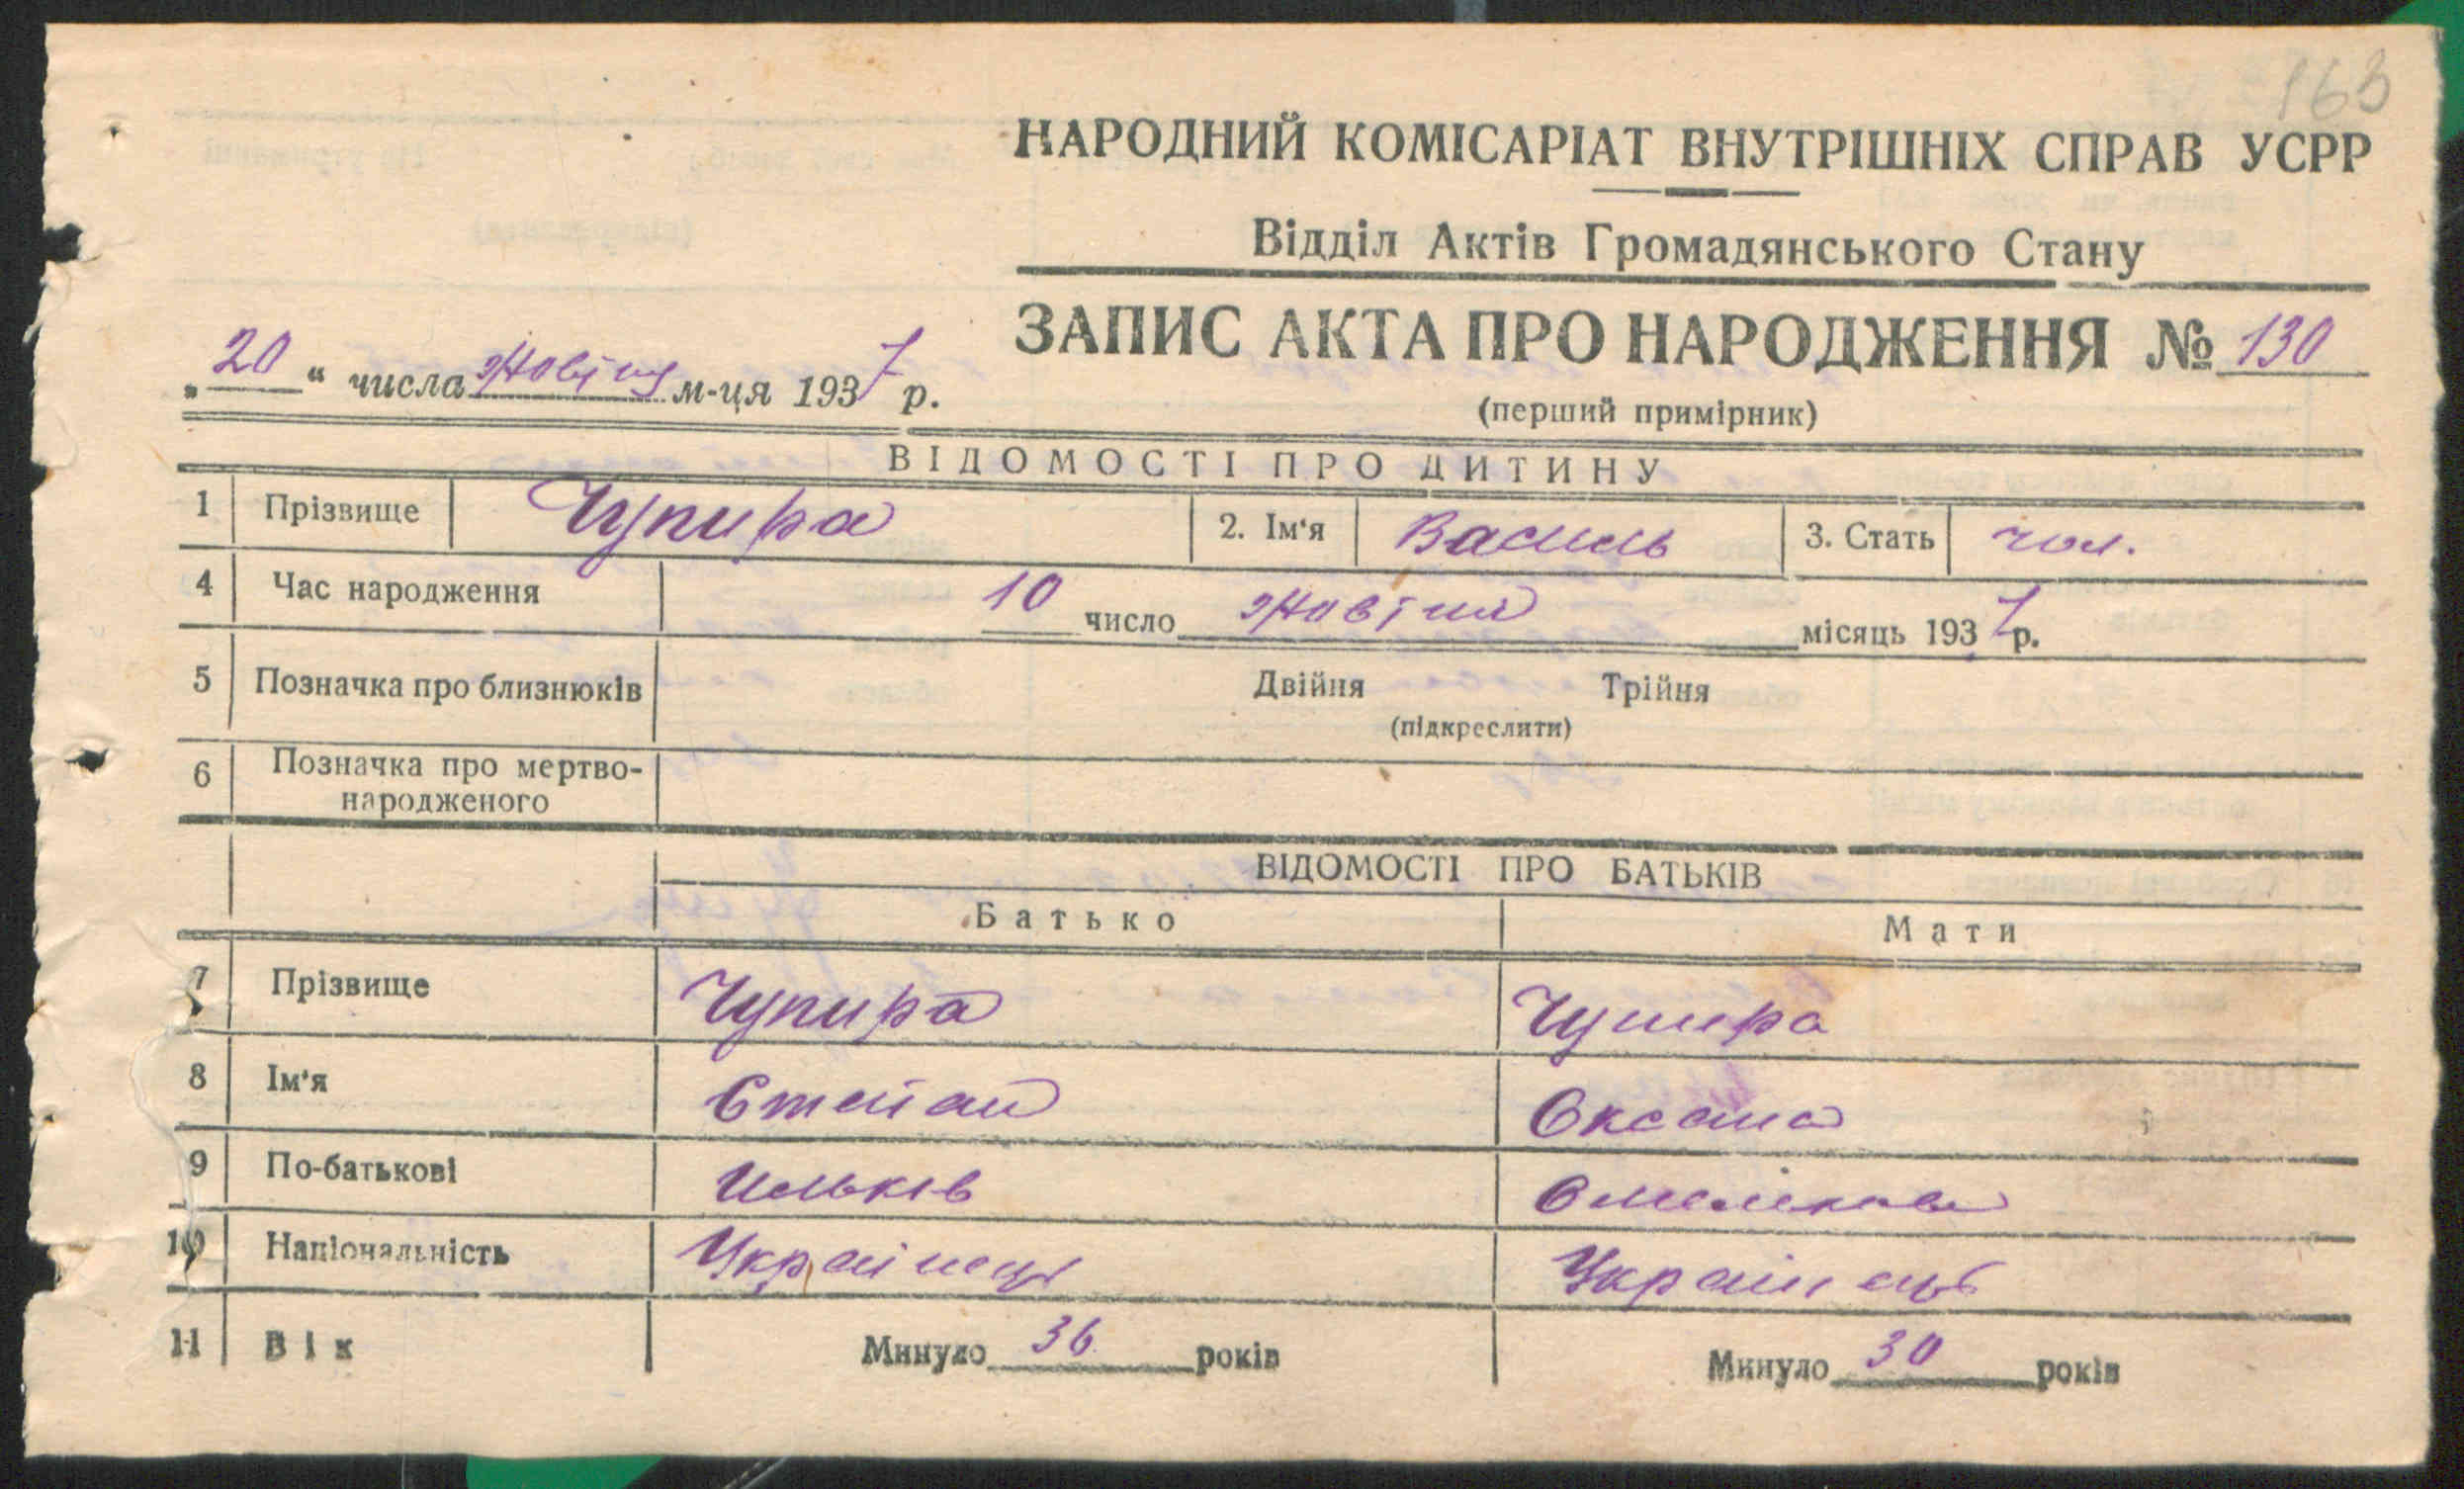 163
НАРОДНИЙ КОМІСАРІАТ ВНУТРІШНІХ СПРАВ УСРР
Відділ Актів Громадянського Стану
ЗАПИС АКТА ПРО НАРОДЖЕННЯ № 130
„20“ числа м-ця 1937 р.
(перший примірник)
ВІДОМОСТІ ПРО ДИТИНУ
1 Прізвище Чупира 2. Ім'я Василь 3. Стать чол.
4 Час народження 10 число місяць 1937 р.
5 Позначка про близнюків Двійня Трійня
(підкреслити)
6 Позначка про мертво-
народженого
ВІДОМОСТІ ПРО БАТЬКІВ
Батько Мати
7 Прізвище Чупира Чупира
8 Ім'я Степан Оксана
9 По-батькові Ільків
10 Національність Українець Українець
11 Вік Минуло 36 років Минуло 30 років